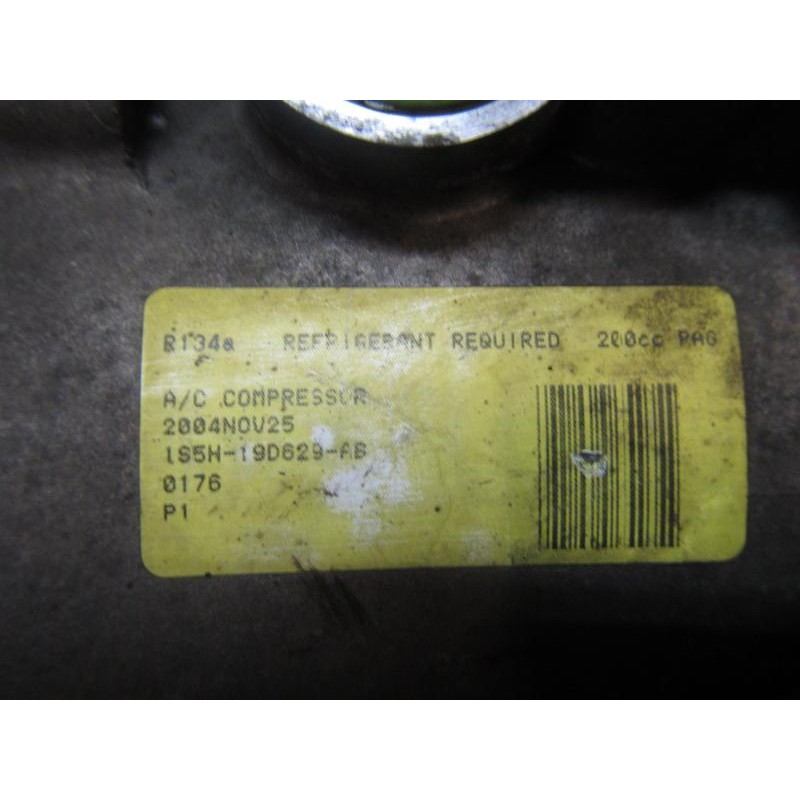 R134a REFRIGERANT REQUIRED 200cc PAG
A/C COMPRESSOR
2004NOV25
1S5H-19D629-AB
0176
P1